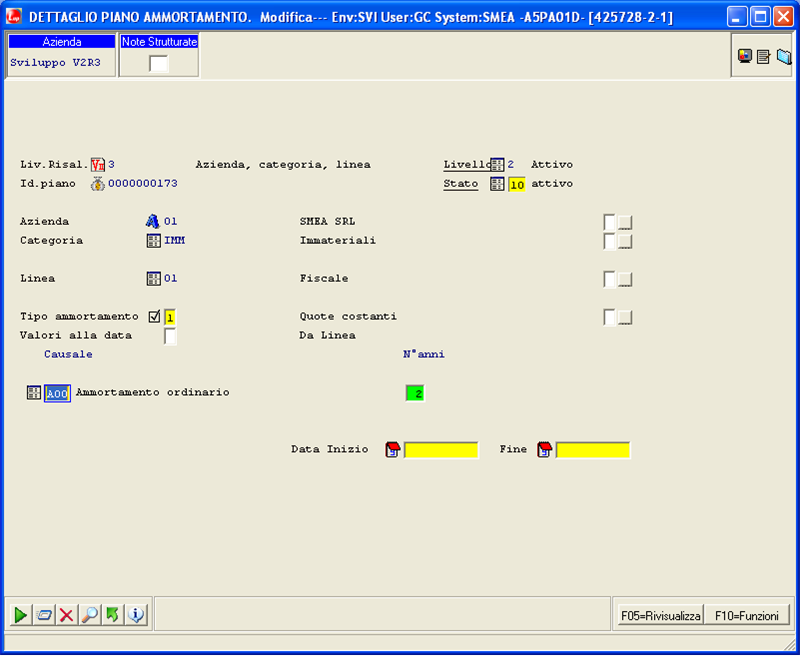 DETTAGLIO PIANO AMMORTAMENTO. Modifica--- Env:SVI User:GC System:SMEA -A5PA01D- [425728-2-1]
Azienda Note Strutturate
Sviluppo V2R3
Liv.Risal. 3 Azienda, categoria, linea Livello 2 Attivo
Id.piano 0000000173 Stato 10 attivo
Azienda 01 SMEA SRL
Categoria IMM Immateriali
Linea 01 Fiscale
Tipo ammortamento 1 Quote costanti
Valori alla data Da Linea
Causale N°anni
A00 Ammortamento ordinario 2
Data Inizio Fine
F05=Rivisualizza F10=Funzioni